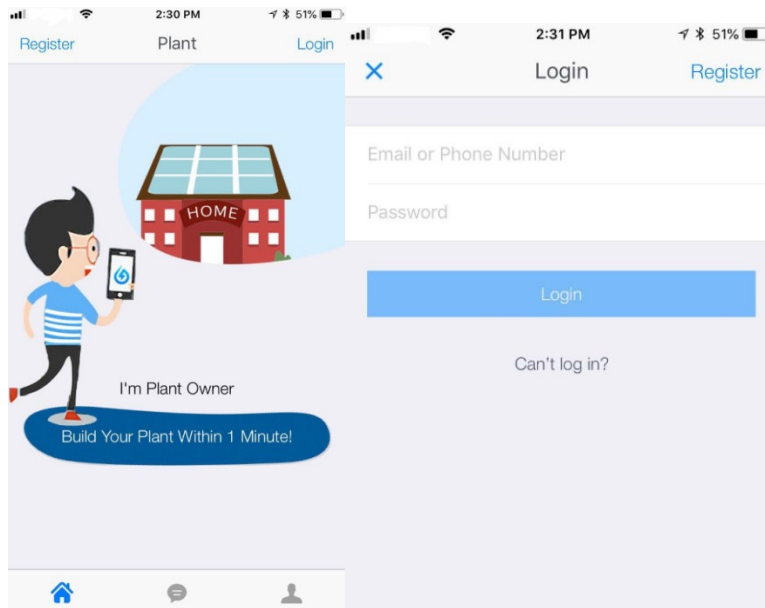 2:30 PM
51%
Register
Plant
Login
HOME
I'm Plant Owner
Build Your Plant Within 1 Minute!
2:31 PM
51%
Login
Register
Email or Phone Number
Password
Login
Can't log in?